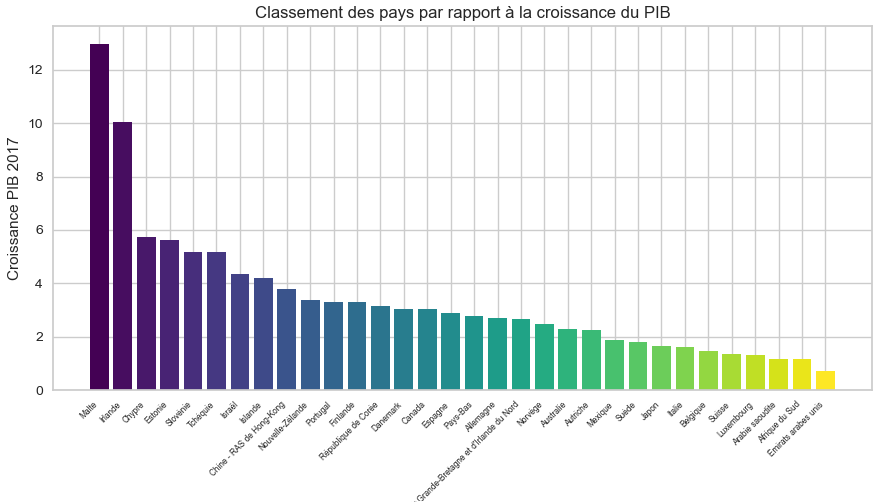 Classement des pays par rapport à la croissance du PIB
Croissance PIB 2017
12
10
8
6
4
2
0
Malte
Irlande
Chypre
Estonie
Slovénie
Tchéquie
Israël
Islande
Chine - RAS de Hong-Kong
Nouvelle-Zélande
Portugal
Finlande
République de Corée
Danemark
Canada
Espagne
Pays-Bas
Allemagne
Grande-Bretagne et d'Irlande du Nord
Norvège
Australie
Autriche
Mexique
Suède
Japon
Italie
Belgique
Suisse
Luxembourg
Arabie saoudite
Afrique du Sud
Emirats arabes unis